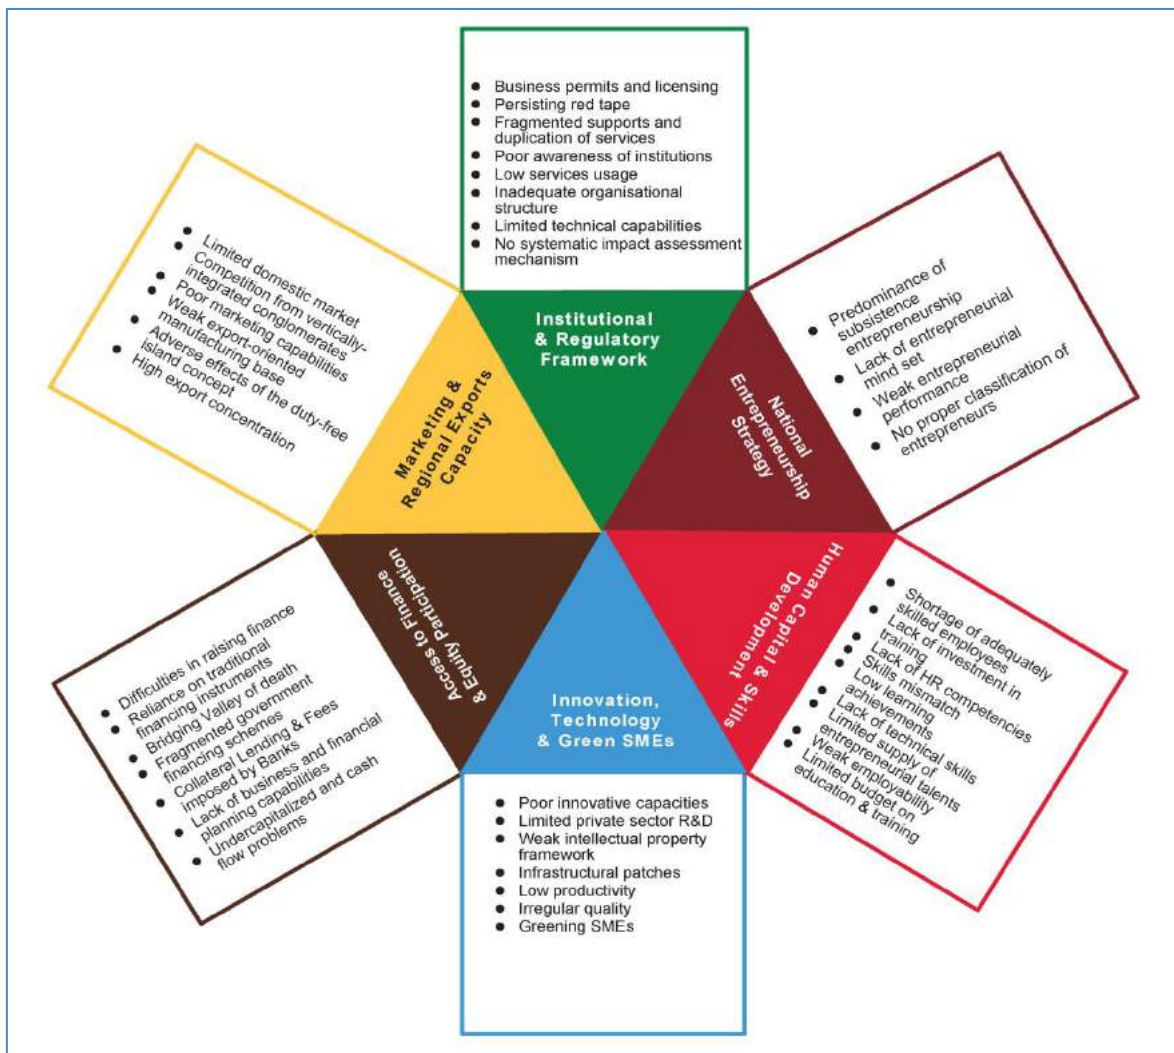 ● Business permits and licensing
● Persisting red tape
● Fragmented supports and
duplication of services
● Poor awareness of institutions
● Low services usage
● Inadequate organisational
structure
● Limited technical capabilities
● No systematic impact assessment
mechanism
Institutional
& Regulatory
Framework
● Predominance of
subsistence
entrepreneurship
● Lack of entrepreneurial
mind set
● Weak entrepreneurial
performance
● No proper classification of
entrepreneurs
National
Entrepreneurship
Strategy
● Shortage of adequately
skilled employees
● Lack of investment in
training
● Lack of HR competencies
● Skills mismatch
● Low learning
achievements
● Lack of technical skills
● Limited supply of
entrepreneurial talents
● Weak employability
● Limited budget on
education & training
Human Capital & Skills
Development
Innovation,
Technology
& Green SMEs
● Poor innovative capacities
● Limited private sector R&D
● Weak intellectual property
framework
● Infrastructural patches
● Low productivity
● Irregular quality
● Greening SMEs
Access to Finance
& Equity Participation
● Difficulties in raising finance
● Reliance on traditional
financing instruments
● Bridging Valley of death
● Fragmented government
financing schemes
● Collateral Lending & Fees
imposed by Banks
● Lack of business and financial
planning capabilities
● Undercapitalized and cash
flow problems
Marketing &
Regional Exports
Capacity
● Limited domestic market
● Competition from vertically-
integrated conglomerates
● Poor marketing capabilities
● Weak export-oriented
manufacturing base
● Adverse effects of the duty-free
island concept
● High export concentration